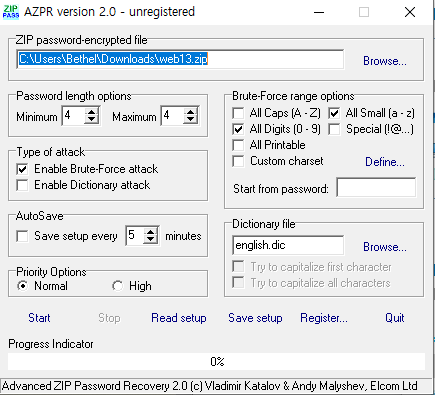 ZIP PASS AZPR version 2.0 - unregistered
ZIP password-encrypted file
C:\Users\Bethel\Downloads\web13.zip Browse...
Password length options
Minimum 4 Maximum 4
Brute-Force range options
All Caps (A - Z) All Small (a - z)
All Digits (0 - 9) Special (!@...)
All Printable
Custom charset Define...
Start from password:
Type of attack
Enable Brute-Force attack
Enable Dictionary attack
AutoSave
Save setup every 5 minutes
Dictionary file
english.dic Browse...
Try to capitalize first character
Try to capitalize all characters
Priority Options
Normal High
Start Stop Read setup Save setup Register... Quit
Progress Indicator
0%
Advanced ZIP Password Recovery 2.0 (c) Vladimir Katalov & Andy Malyshev, Elcom Ltd